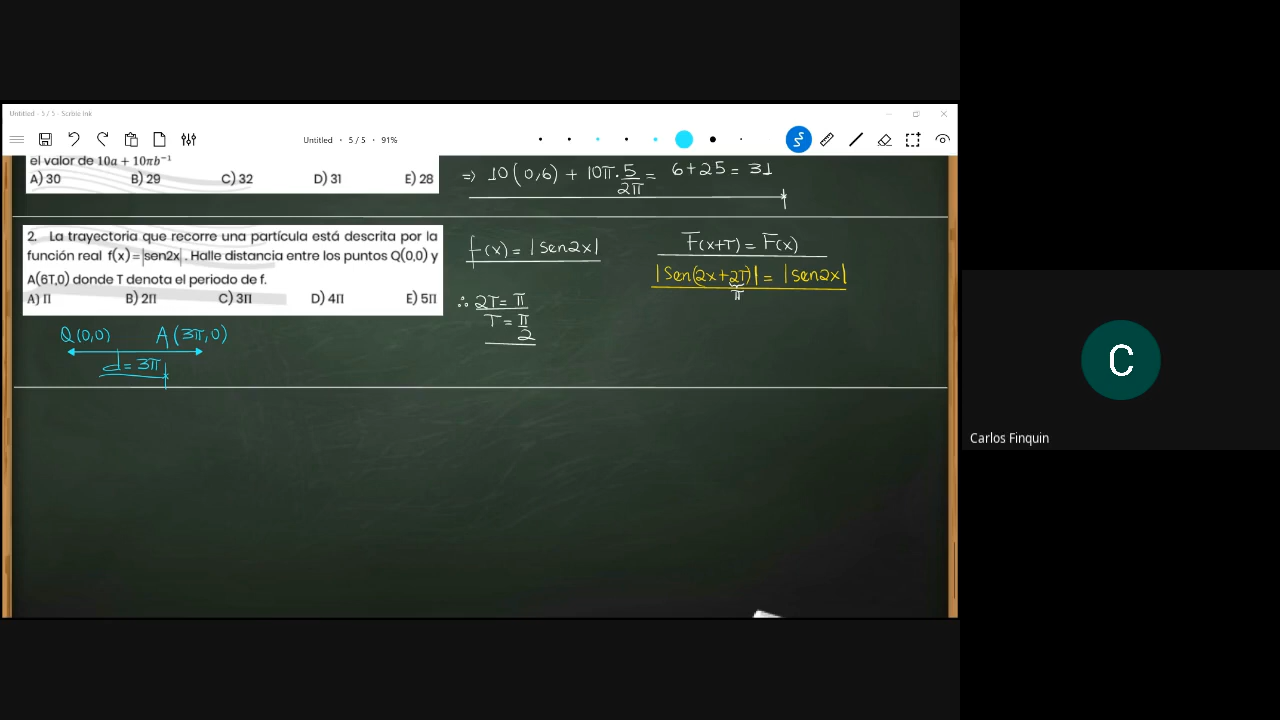 Untitled - 5 / 5 - Scrble Ink
Untitled • 5 / 5 • 91%
el valor de 10a + 10πb⁻¹
A) 30 B) 29 C) 32 D) 31 E) 28
=> 10(0,6) + 10π.5/2π = 6+25 = 31
2. La trayectoria que recorre una partícula está descrita por la
función real f(x)=|sen2x|. Halle distancia entre los puntos Q(0,0) y
A(6T,0) donde T denota el periodo de f.
A) Π B) 2Π C) 3Π D) 4Π E) 5Π
f(x) = |Sen2x|
F(x+T) = F(x)
|Sen(2x+2T)| = |Sen2x|
π
∴ 2T = π
T = π/2
Q(0,0) A(3π,0)
d = 3π
C
Carlos Finquin